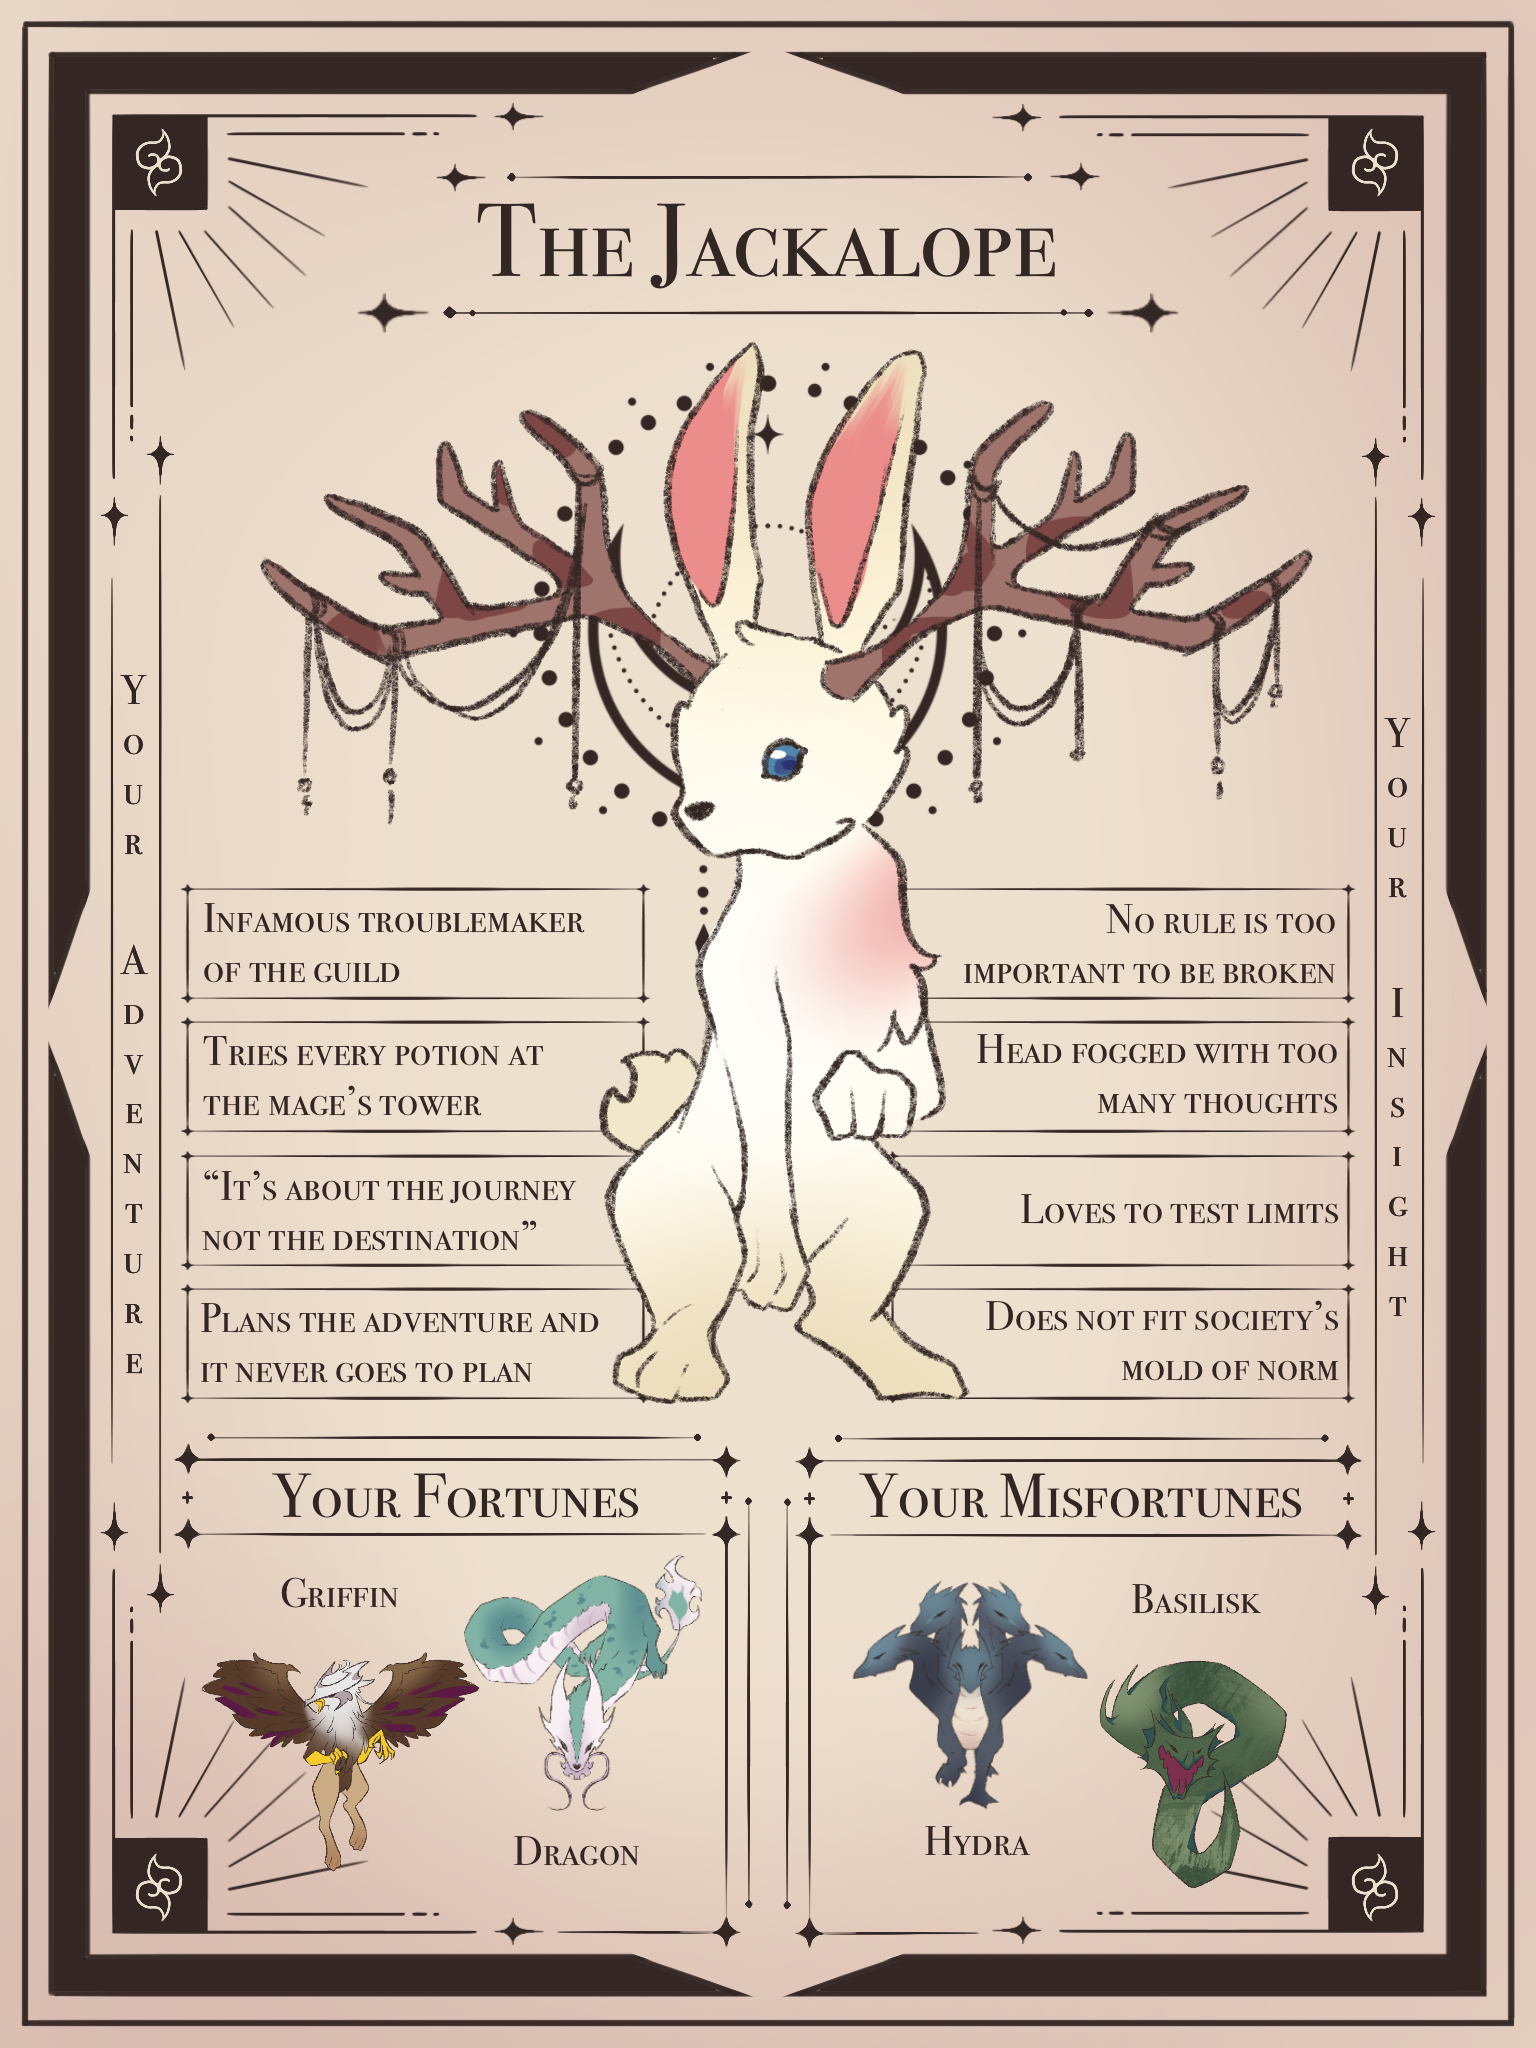 The Jackalope
Your Adventure
Infamous troublemaker
of the guild
Tries every potion at
the mage's tower
"It's about the journey
not the destination"
Plans the adventure and
it never goes to plan
Your Insight
No rule is too
important to be broken
Head fogged with too
many thoughts
Loves to test limits
Does not fit society's
mold of norm
Your Fortunes
Griffin
Dragon
Your Misfortunes
Basilisk
Hydra